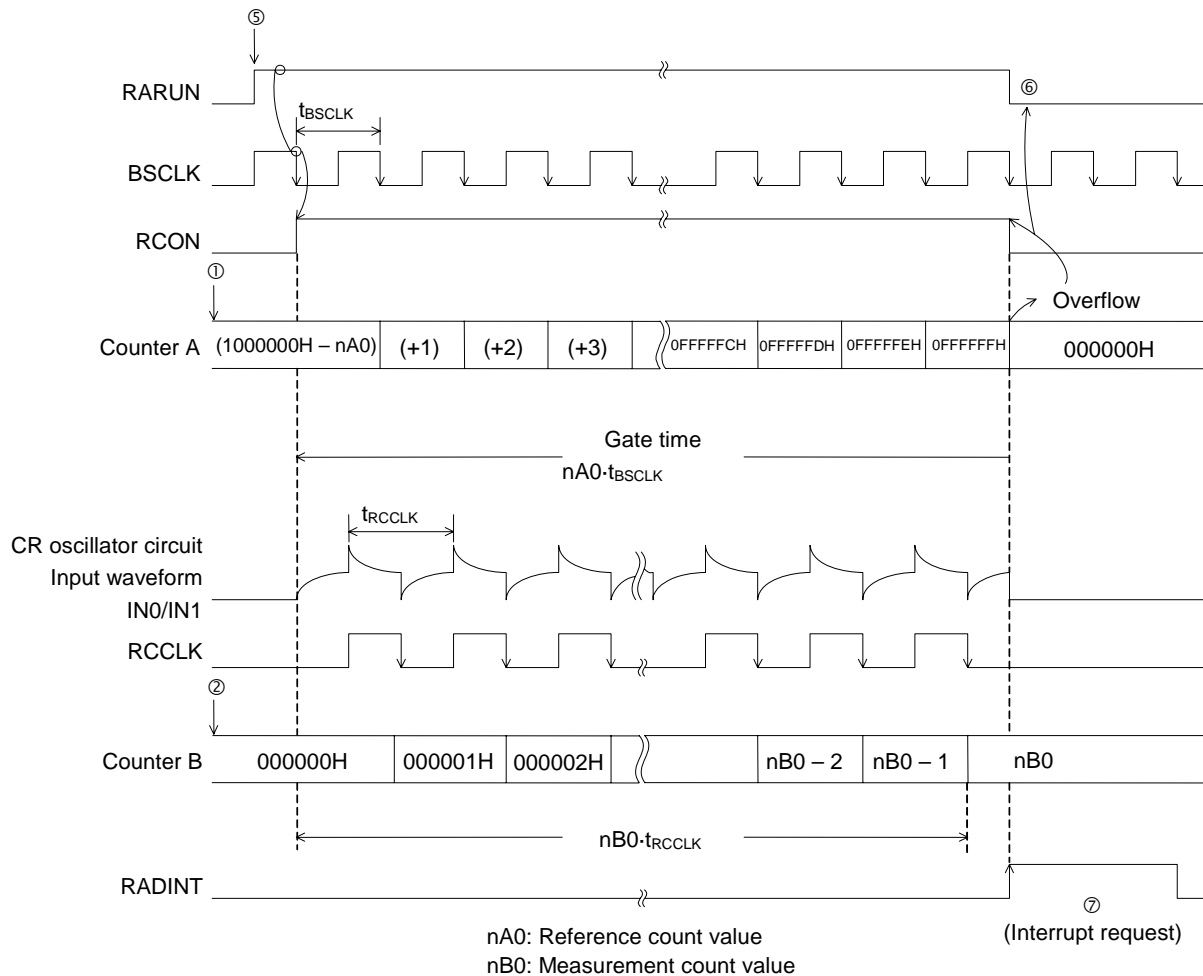 ⑤
RARUN
⑥
tBSCLK
BSCLK
RCON
①
Overflow
Counter A (1000000H – nA0) (+1) (+2) (+3) 0FFFFFCH 0FFFFFDH 0FFFFFEH 0FFFFFFH 000000H
Gate time
nA0·tBSCLK
tRCCLK
CR oscillator circuit
Input waveform
IN0/IN1
RCCLK
②
Counter B 000000H 000001H 000002H nB0 – 2 nB0 – 1 nB0
nB0·tRCCLK
RADINT
⑦
(Interrupt request)
nA0: Reference count value
nB0: Measurement count value